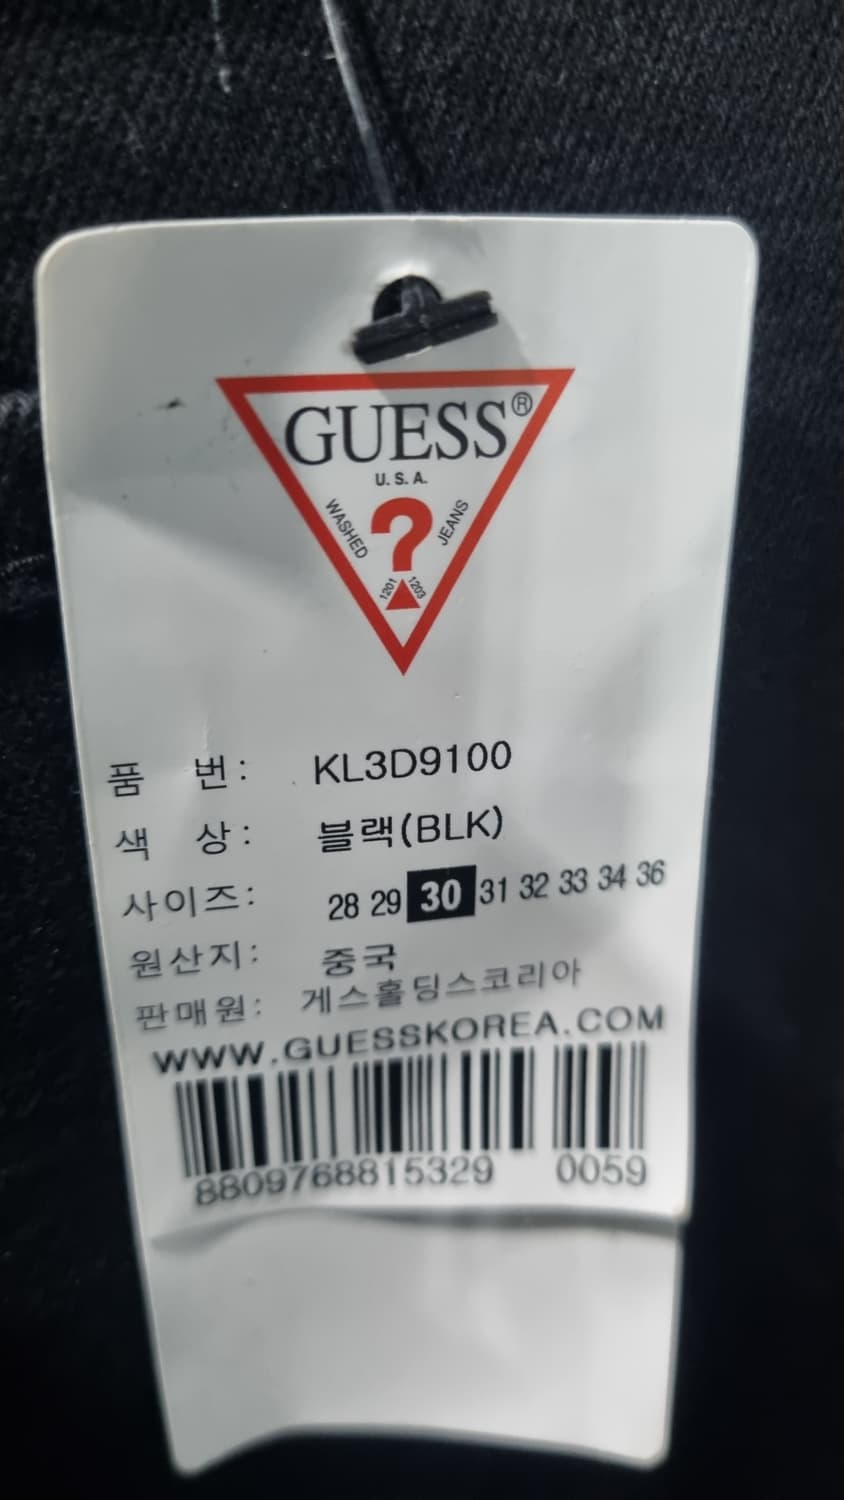 GUESS®
U.S.A.
WASHED ? JEANS
1201 1203
품 번: KL3D9100
색 상: 블랙(BLK)
사이즈: 28 29 30 31 32 33 34 36
원산지: 중국
판매원: 게스홀딩스코리아
WWW.GUESSKOREA.COM
8809768815329 0059